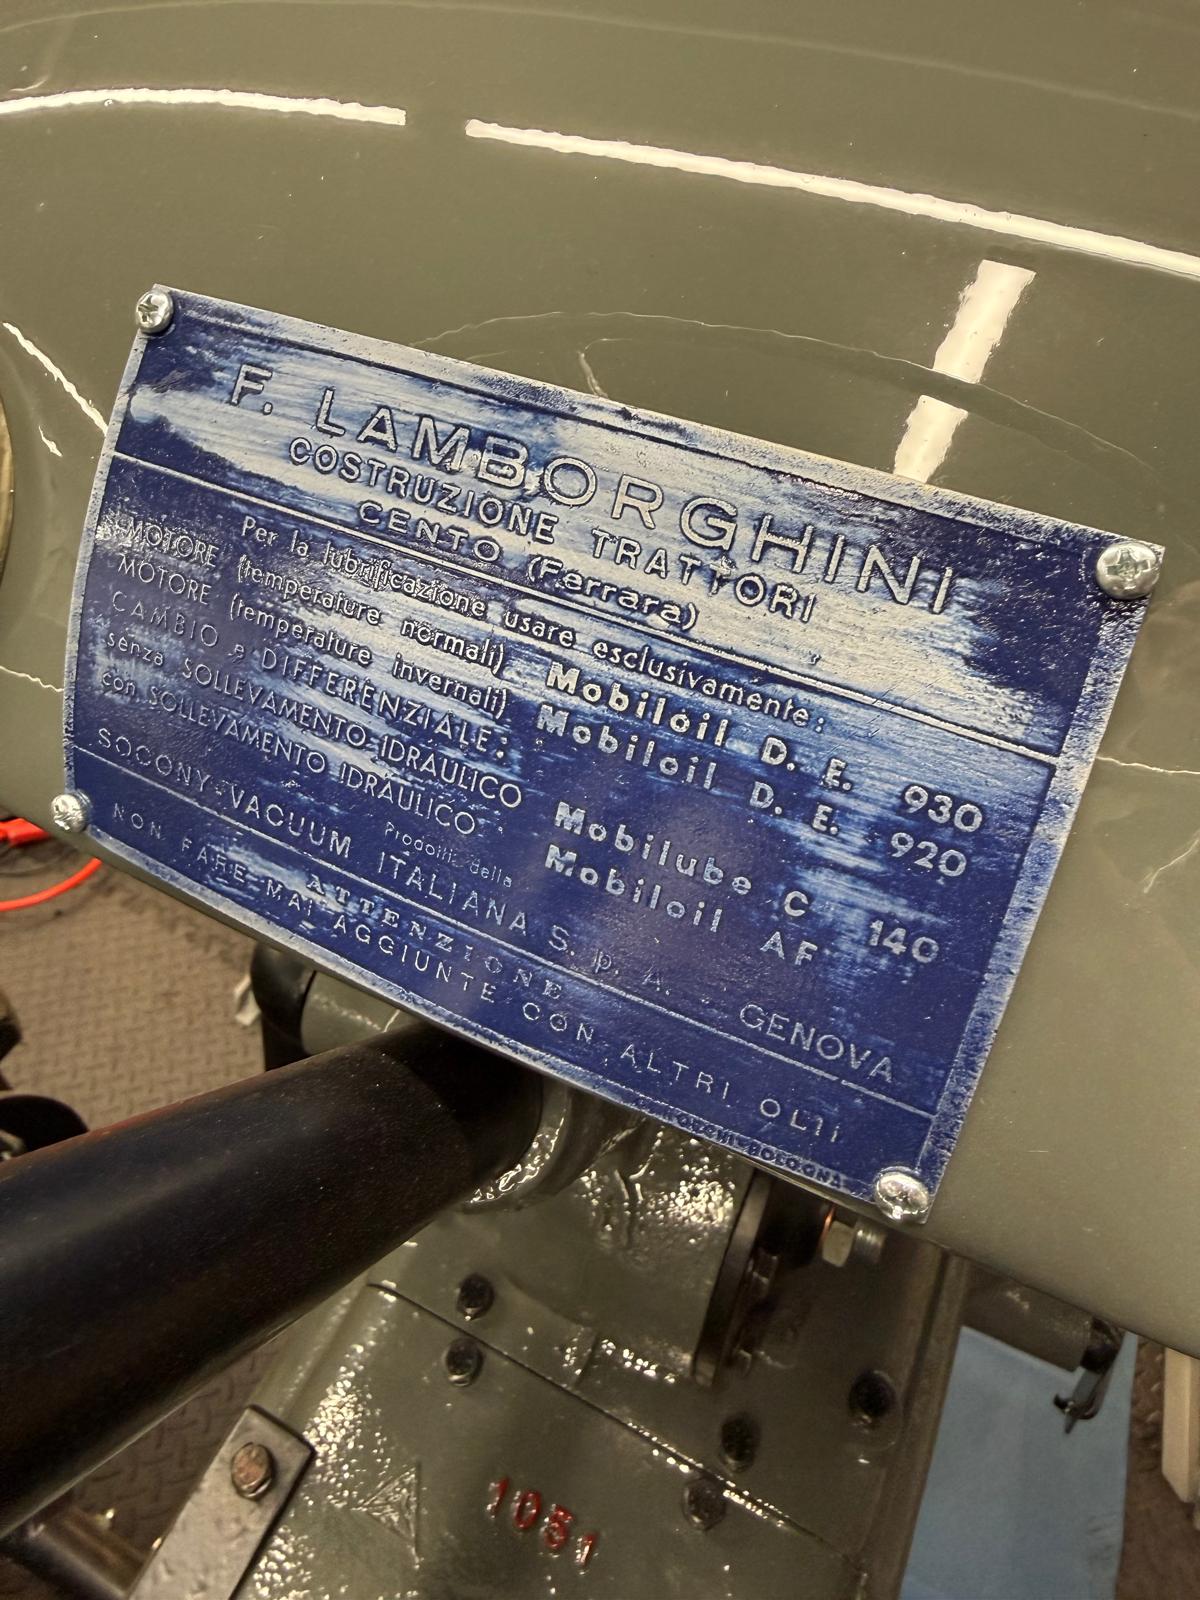 F. LAMBORGHINI
COSTRUZIONE TRATTORI
CENTO (Ferrara)
Per la lubrificazione usare esclusivamente:
MOTORE (temperature normali) Mobiloil D. E. 930
MOTORE (temperature invernali) Mobiloil D. E. 920
CAMBIO e DIFFERENZIALE:
senza SOLLEVAMENTO IDRAULICO Mobilube C 140
con SOLLEVAMENTO IDRAULICO Mobiloil AF
Prodotti della
SOCONY-VACUUM ITALIANA S. p. A. GENOVA
ATTENZIONE
NON FARE MAI AGGIUNTE CON ALTRI OLII
BOLOGNA
1051